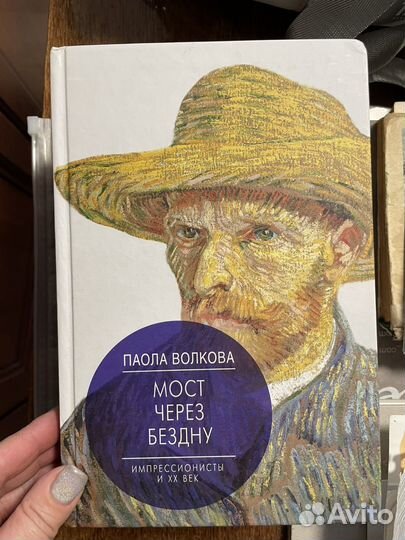 ПАОЛА ВОЛКОВА
МОСТ
ЧЕРЕЗ
БЕЗДНУ
ИМПРЕССИОНИСТЫ
И XX ВЕК
Avito